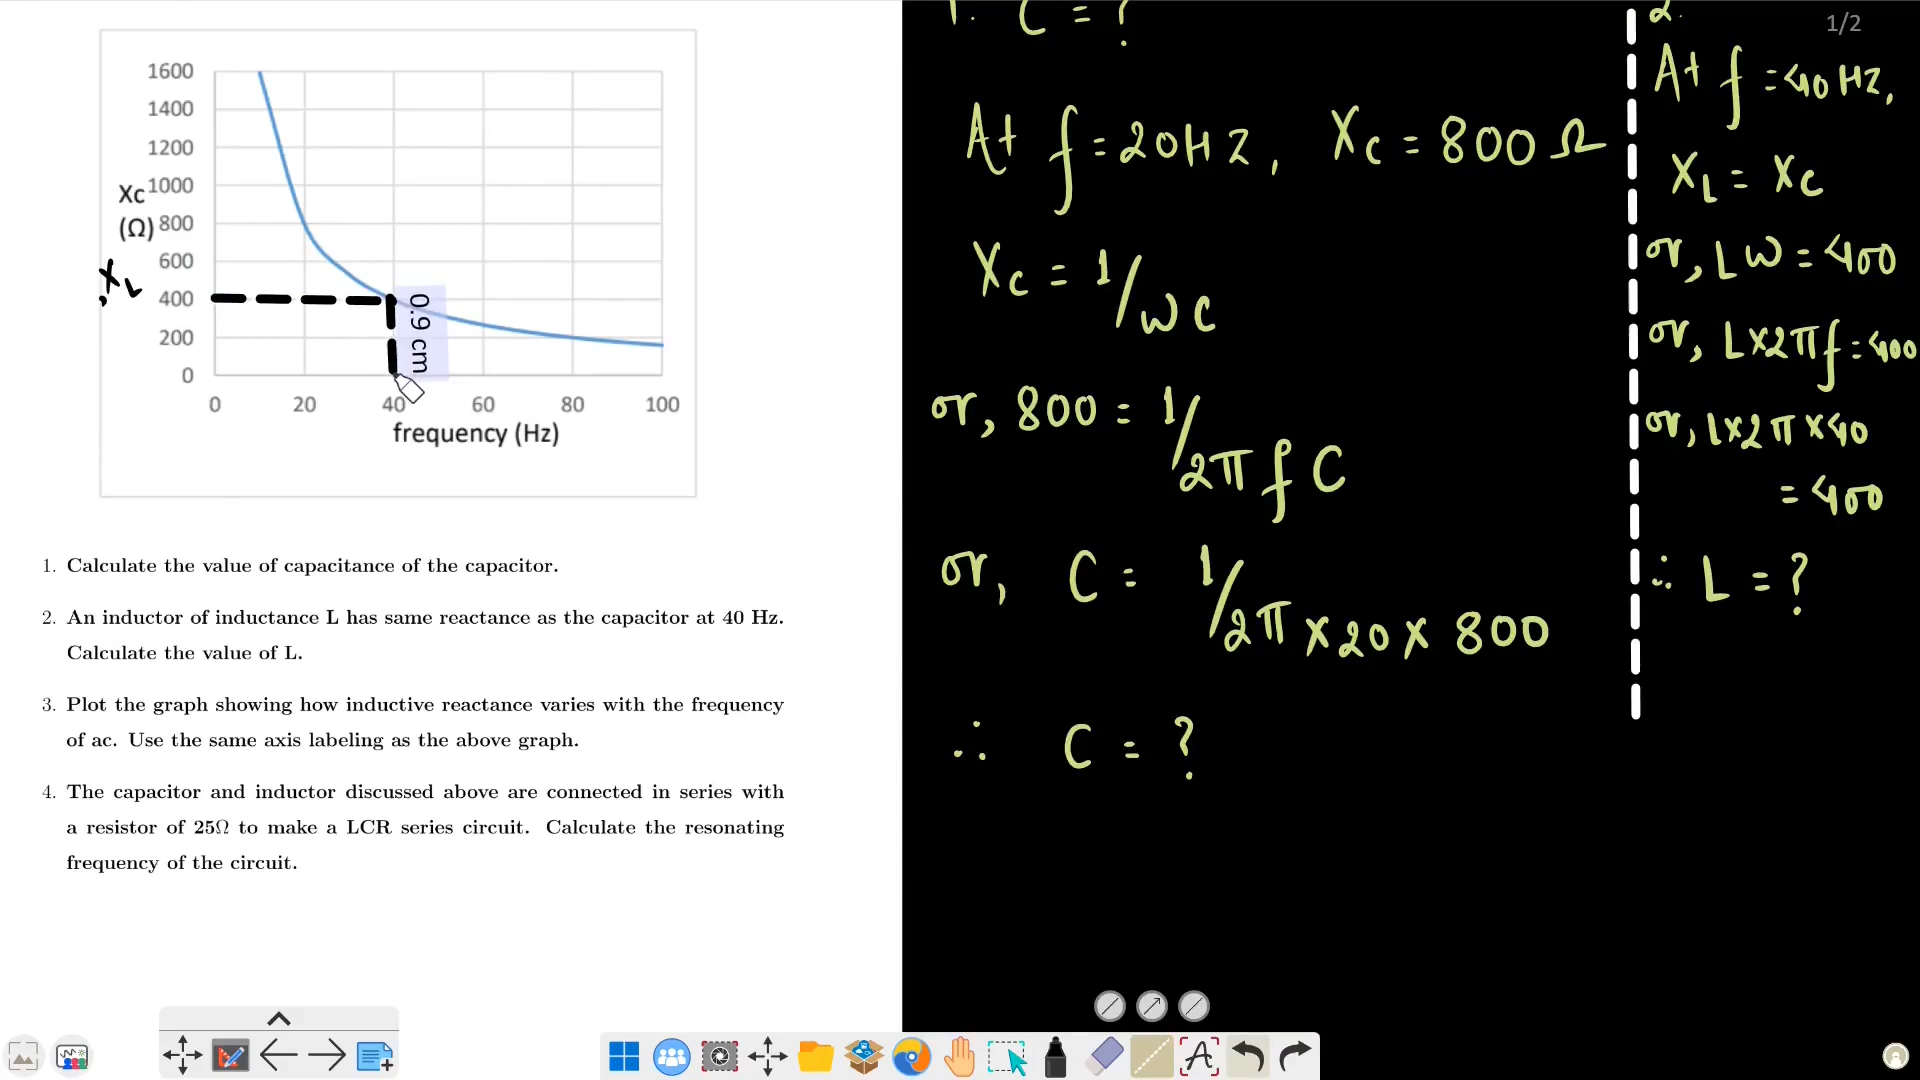 1600
1400
1200
Xc 1000
(Ω) 800
600
, XL 400
200
0
0.9 cm
0 20 40 60 80 100
frequency (Hz)
1. Calculate the value of capacitance of the capacitor.
2. An inductor of inductance L has same reactance as the capacitor at 40 Hz.
Calculate the value of L.
3. Plot the graph showing how inductive reactance varies with the frequency
of ac. Use the same axis labeling as the above graph.
4. The capacitor and inductor discussed above are connected in series with
a resistor of 25Ω to make a LCR series circuit. Calculate the resonating
frequency of the circuit.
1. C = ?
At f = 20HZ, Xc = 800 Ω
Xc = 1/ωC
or, 800 = 1/2π f C
or, C = 1/2π × 20 × 800
∴ C = ?
2.
1/2
At f = 40HZ,
XL = Xc
or, Lω = 400
or, L×2πf = 400
or, L×2π×40
= 400
∴ L = ?